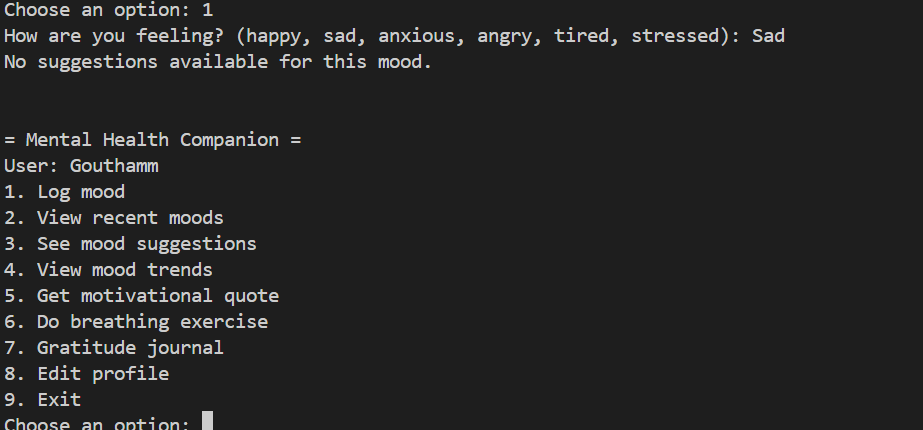 Choose an option: 1
How are you feeling? (happy, sad, anxious, angry, tired, stressed): Sad
No suggestions available for this mood.
= Mental Health Companion =
User: Gouthamm
1. Log mood
2. View recent moods
3. See mood suggestions
4. View mood trends
5. Get motivational quote
6. Do breathing exercise
7. Gratitude journal
8. Edit profile
9. Exit
Choose an option: